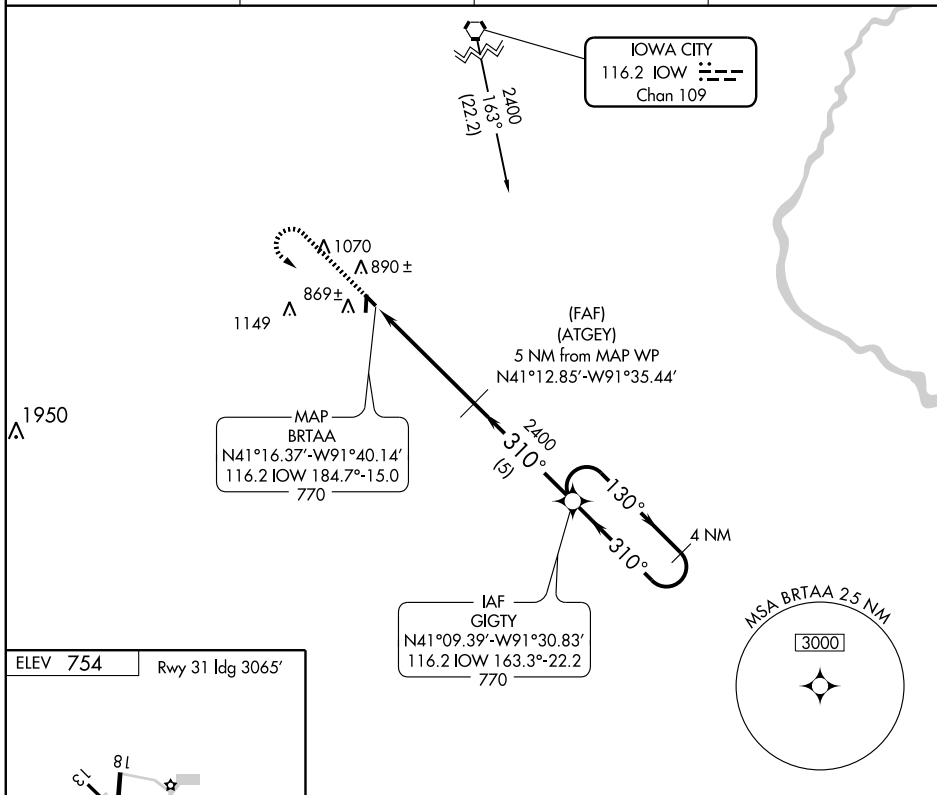 IOWA CITY
116.2 IOW
Chan 109
2400
163°
(22.2)
1070
890 ±
869 ±
1149
(FAF)
(ATGEY)
5 NM from MAP WP
N41°12.85'-W91°35.44'
1950
MAP
BRTAA
N41°16.37'-W91°40.14'
116.2 IOW 184.7°-15.0
770
2400
310°
(5)
130°
310°
4 NM
IAF
GIGTY
N41°09.39'-W91°30.83'
116.2 IOW 163.3°-22.2
770
MSA BRTAA 25 NM
3000
ELEV 754
Rwy 31 ldg 3065'
18
13